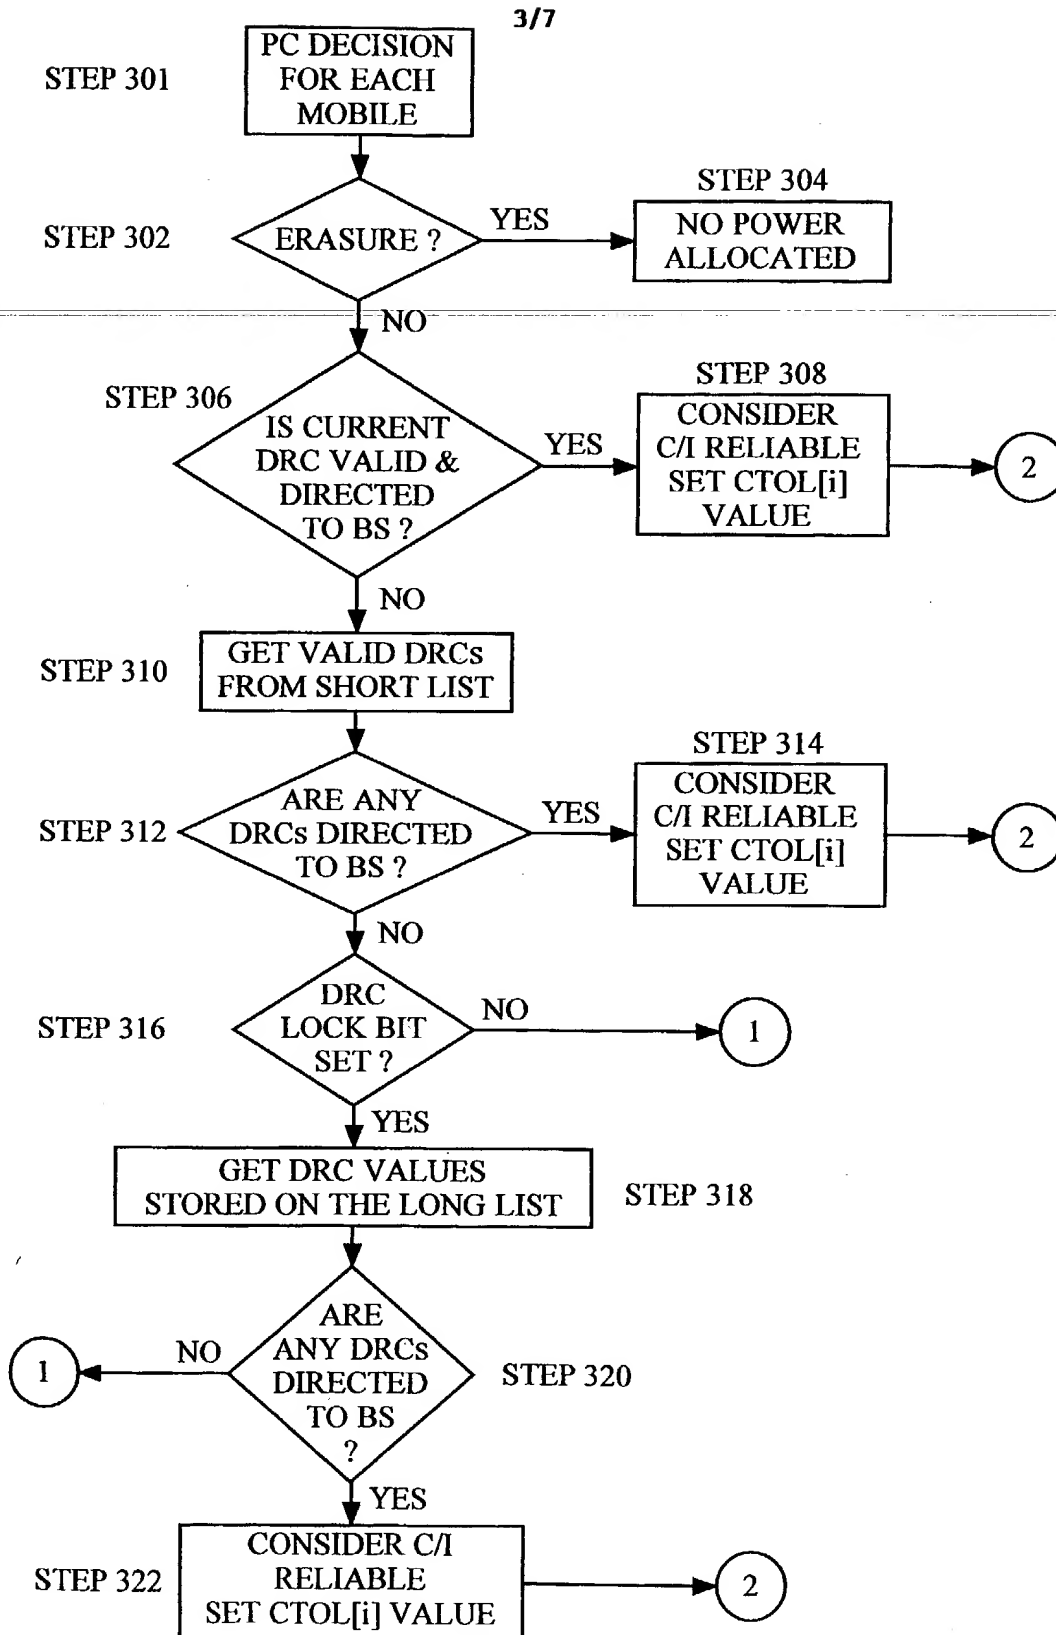 3/7
STEP 301
PC DECISION
FOR EACH
MOBILE
STEP 302
ERASURE ?
YES
STEP 304
NO POWER
ALLOCATED
NO
STEP 306
IS CURRENT
DRC VALID &
DIRECTED
TO BS ?
YES
STEP 308
CONSIDER
C/I RELIABLE
SET CTOL[i]
VALUE
2
NO
STEP 310
GET VALID DRCs
FROM SHORT LIST
STEP 312
ARE ANY
DRCs DIRECTED
TO BS ?
YES
STEP 314
CONSIDER
C/I RELIABLE
SET CTOL[i]
VALUE
2
NO
STEP 316
DRC
LOCK BIT
SET ?
NO
1
YES
GET DRC VALUES
STORED ON THE LONG LIST
STEP 318
1
NO
ARE
ANY DRCs
DIRECTED
TO BS
?
STEP 320
YES
STEP 322
CONSIDER C/I
RELIABLE
SET CTOL[i] VALUE
2